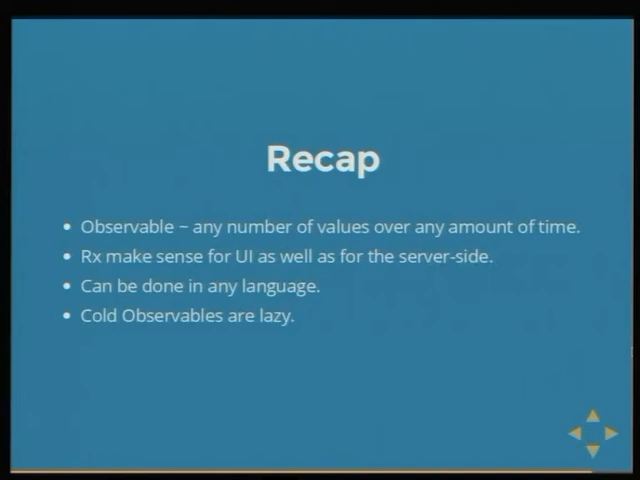 Recap
Observable ~ any number of values over any amount of time.
Rx make sense for UI as well as for the server-side.
Can be done in any language.
Cold Observables are lazy.